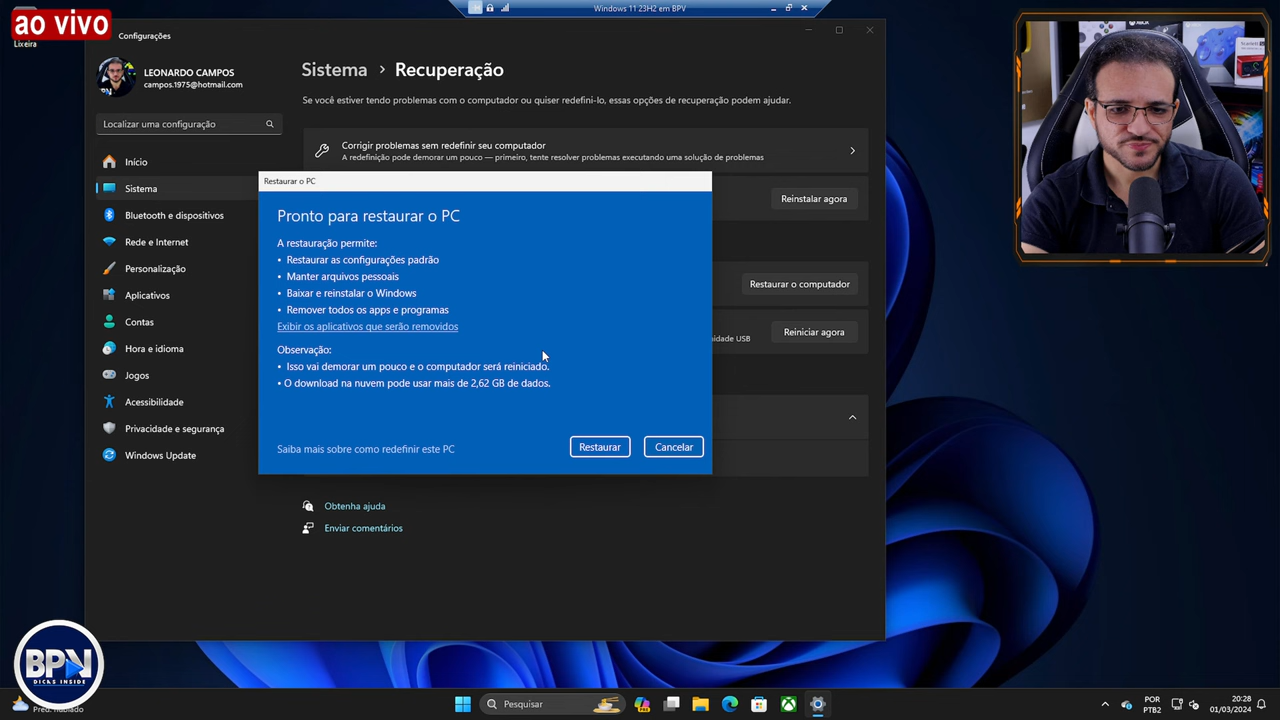 ao vivo
Lixeira
Windows 11 23H2 em BPV
Configurações
LEONARDO CAMPOS
campos.1975@hotmail.com
Localizar uma configuração
Início
Sistema
Bluetooth e dispositivos
Rede e Internet
Personalização
Aplicativos
Contas
Hora e idioma
Jogos
Acessibilidade
Privacidade e segurança
Windows Update
Sistema > Recuperação
Se você estiver tendo problemas com o computador ou quiser redefini-lo, essas opções de recuperação podem ajudar.
Corrigir problemas sem redefinir seu computador
A redefinição pode demorar um pouco — primeiro, tente resolver problemas executando uma solução de problemas
Reinstalar agora
Restaurar o computador
Reiniciar agora
USB
Restaurar o PC
Pronto para restaurar o PC
A restauração permite:
• Restaurar as configurações padrão
• Manter arquivos pessoais
• Baixar e reinstalar o Windows
• Remover todos os apps e programas
Exibir os aplicativos que serão removidos
Observação:
• Isso vai demorar um pouco e o computador será reiniciado.
• O download na nuvem pode usar mais de 2,62 GB de dados.
Saiba mais sobre como redefinir este PC
Restaurar
Cancelar
Obtenha ajuda
Enviar comentários
Scarlett
BPN
DICAS INSIDE
Pred. nublado
Pesquisar
POR
PTB2
20:28
01/03/2024